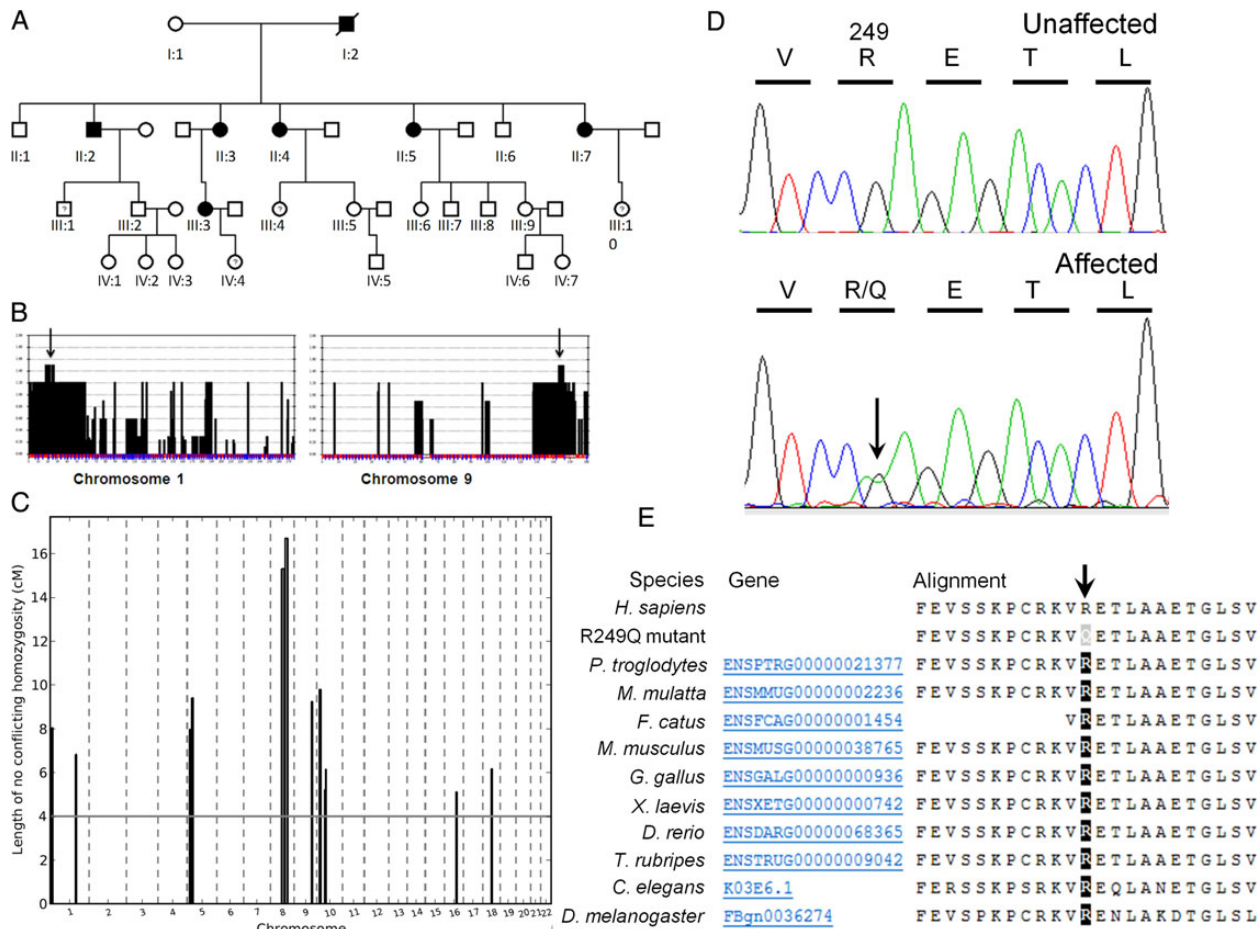 A
I:1
I:2
II:1
II:2
II:3
II:4
II:5
II:6
II:7
?
?
?
III:1
III:2
III:3
III:4
III:5
III:6
III:7
III:8
III:9
III:1
0
?
IV:1
IV:2
IV:3
IV:4
IV:5
IV:6
IV:7
B
Chromosome 1
Chromosome 9
C
Length of no conflicting homozygosity (cM)
16
14
12
10
8
6
4
2
0
1 2 3 4 5 6 7 8 9 10 11 12 13 14 15 16 17 18 19 20 21 22
Chromosome
D
Unaffected
249
V R E T L
Affected
V R/Q E T L
E
Species Gene Alignment
H. sapiens FEVSSKPCRKVRETLAAETGLSV
R249Q mutant FEVSSKPCRKVQETLAAETGLSV
P. troglodytes ENSPTRG00000021377 FEVSSKPCRKVRETLAAETGLSV
M. mulatta ENSMMUG00000002236 FEVSSKPCRKVRETLAAETGLSV
F. catus ENSFCAG00000001454 VRETLAAETGLSV
M. musculus ENSMUSG00000038765 FEVSSKPCRKVRETLAAETGLSV
G. gallus ENSGALG00000000936 FEVSSKPCRKVRETLAAETGLSV
X. laevis ENSXETG00000000742 FEVSSKPCRKVRETLAAETGLSV
D. rerio ENSDARG00000068365 FEVSSKPCRKVRETLAAETGLSV
T. rubripes ENSTRUG00000009042 FEVSSKPCRKVRETLAAETGLSV
C. elegans K03E6.1 FERSSKPSRKVREQLANETGLSV
D. melanogaster FBgn0036274 FEVSPKPCRKVRENLAKDTGLSL